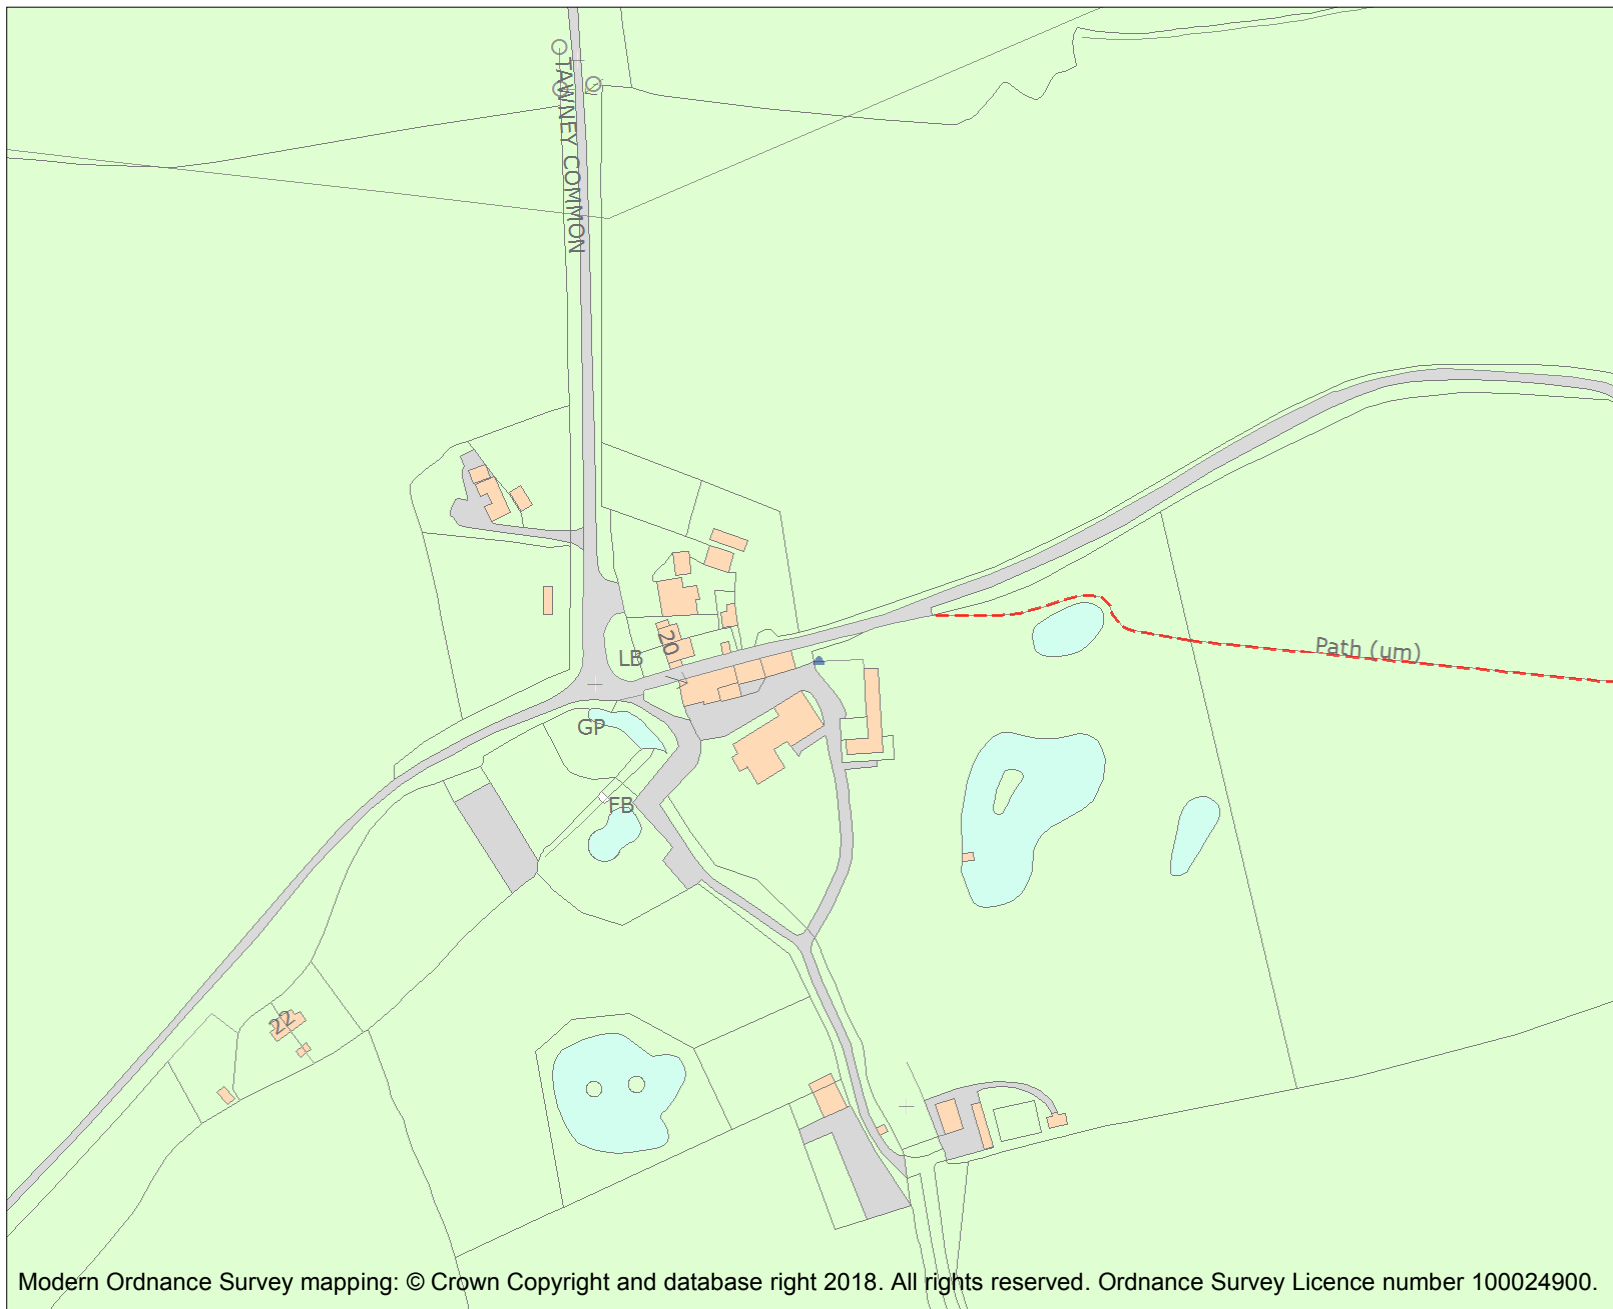 TAWNEY COMMON
20
LB
Path (um)
GP
FB
22
Modern Ordnance Survey mapping: © Crown Copyright and database right 2018. All rights reserved. Ordnance Survey Licence number 100024900.